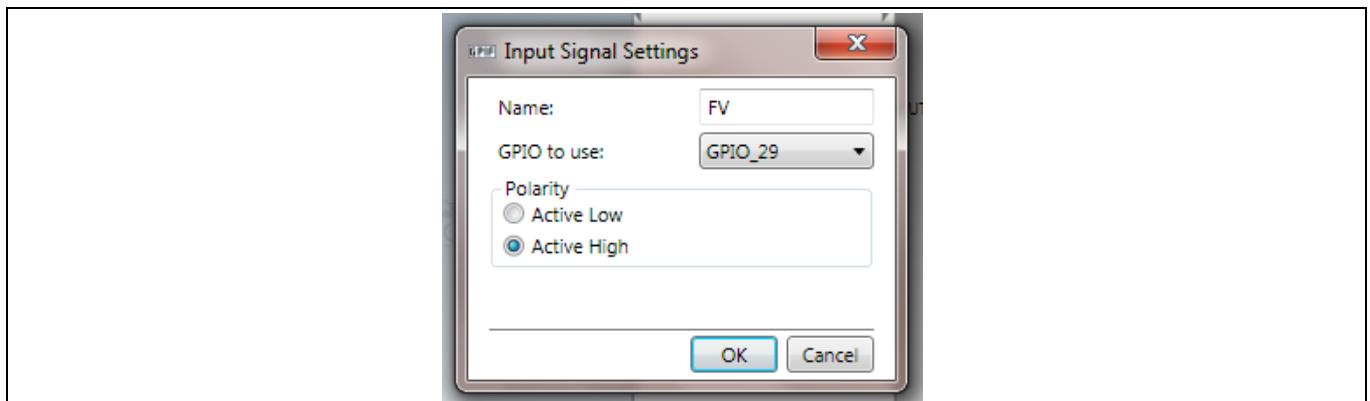 Input Signal Settings
Name: FV
GPIO to use: GPIO_29
Polarity
Active Low
Active High
OK Cancel